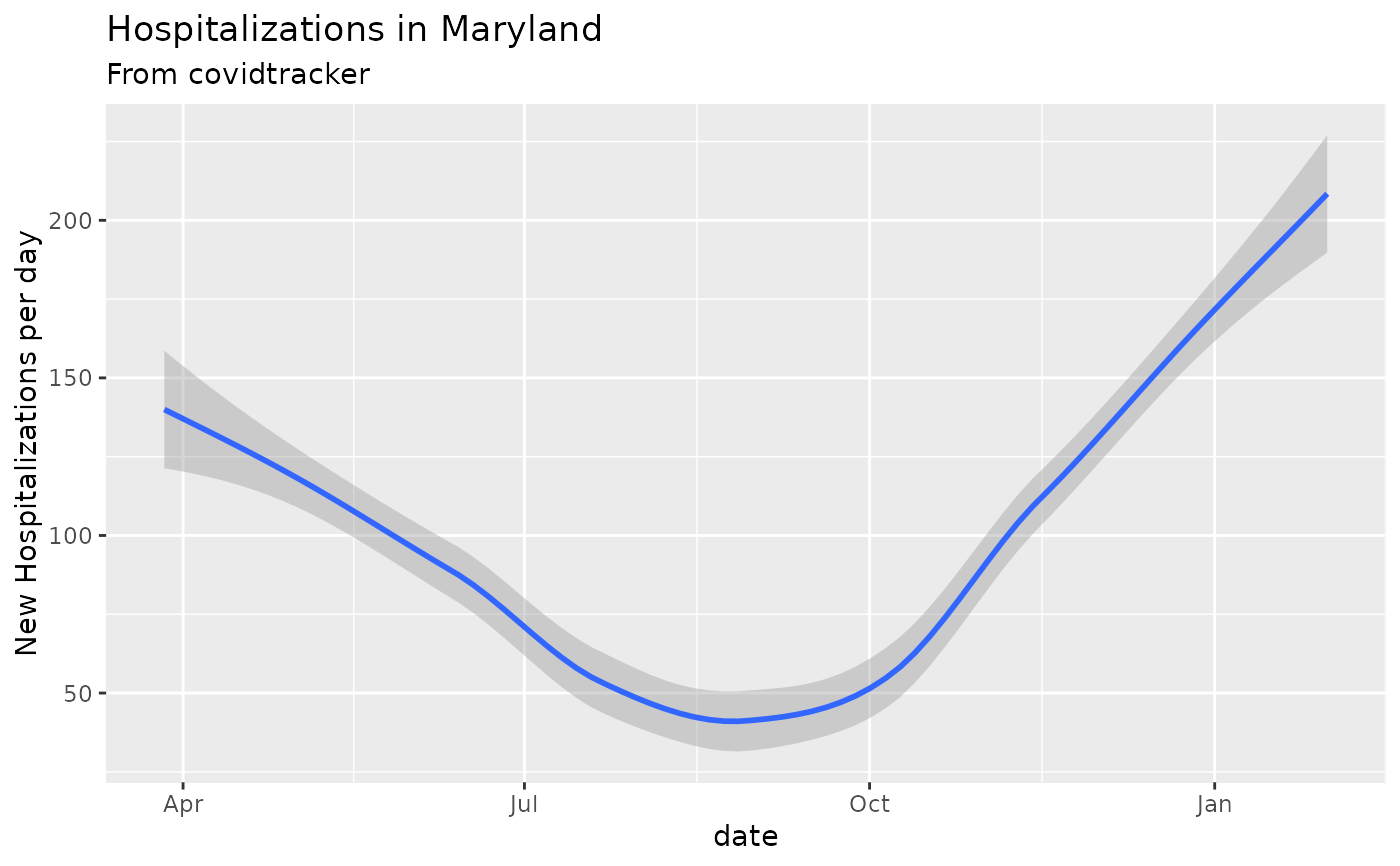 Hospitalizations in Maryland
From covidtracker
New Hospitalizations per day
200
150
100
50
Apr
Jul
Oct
Jan
date